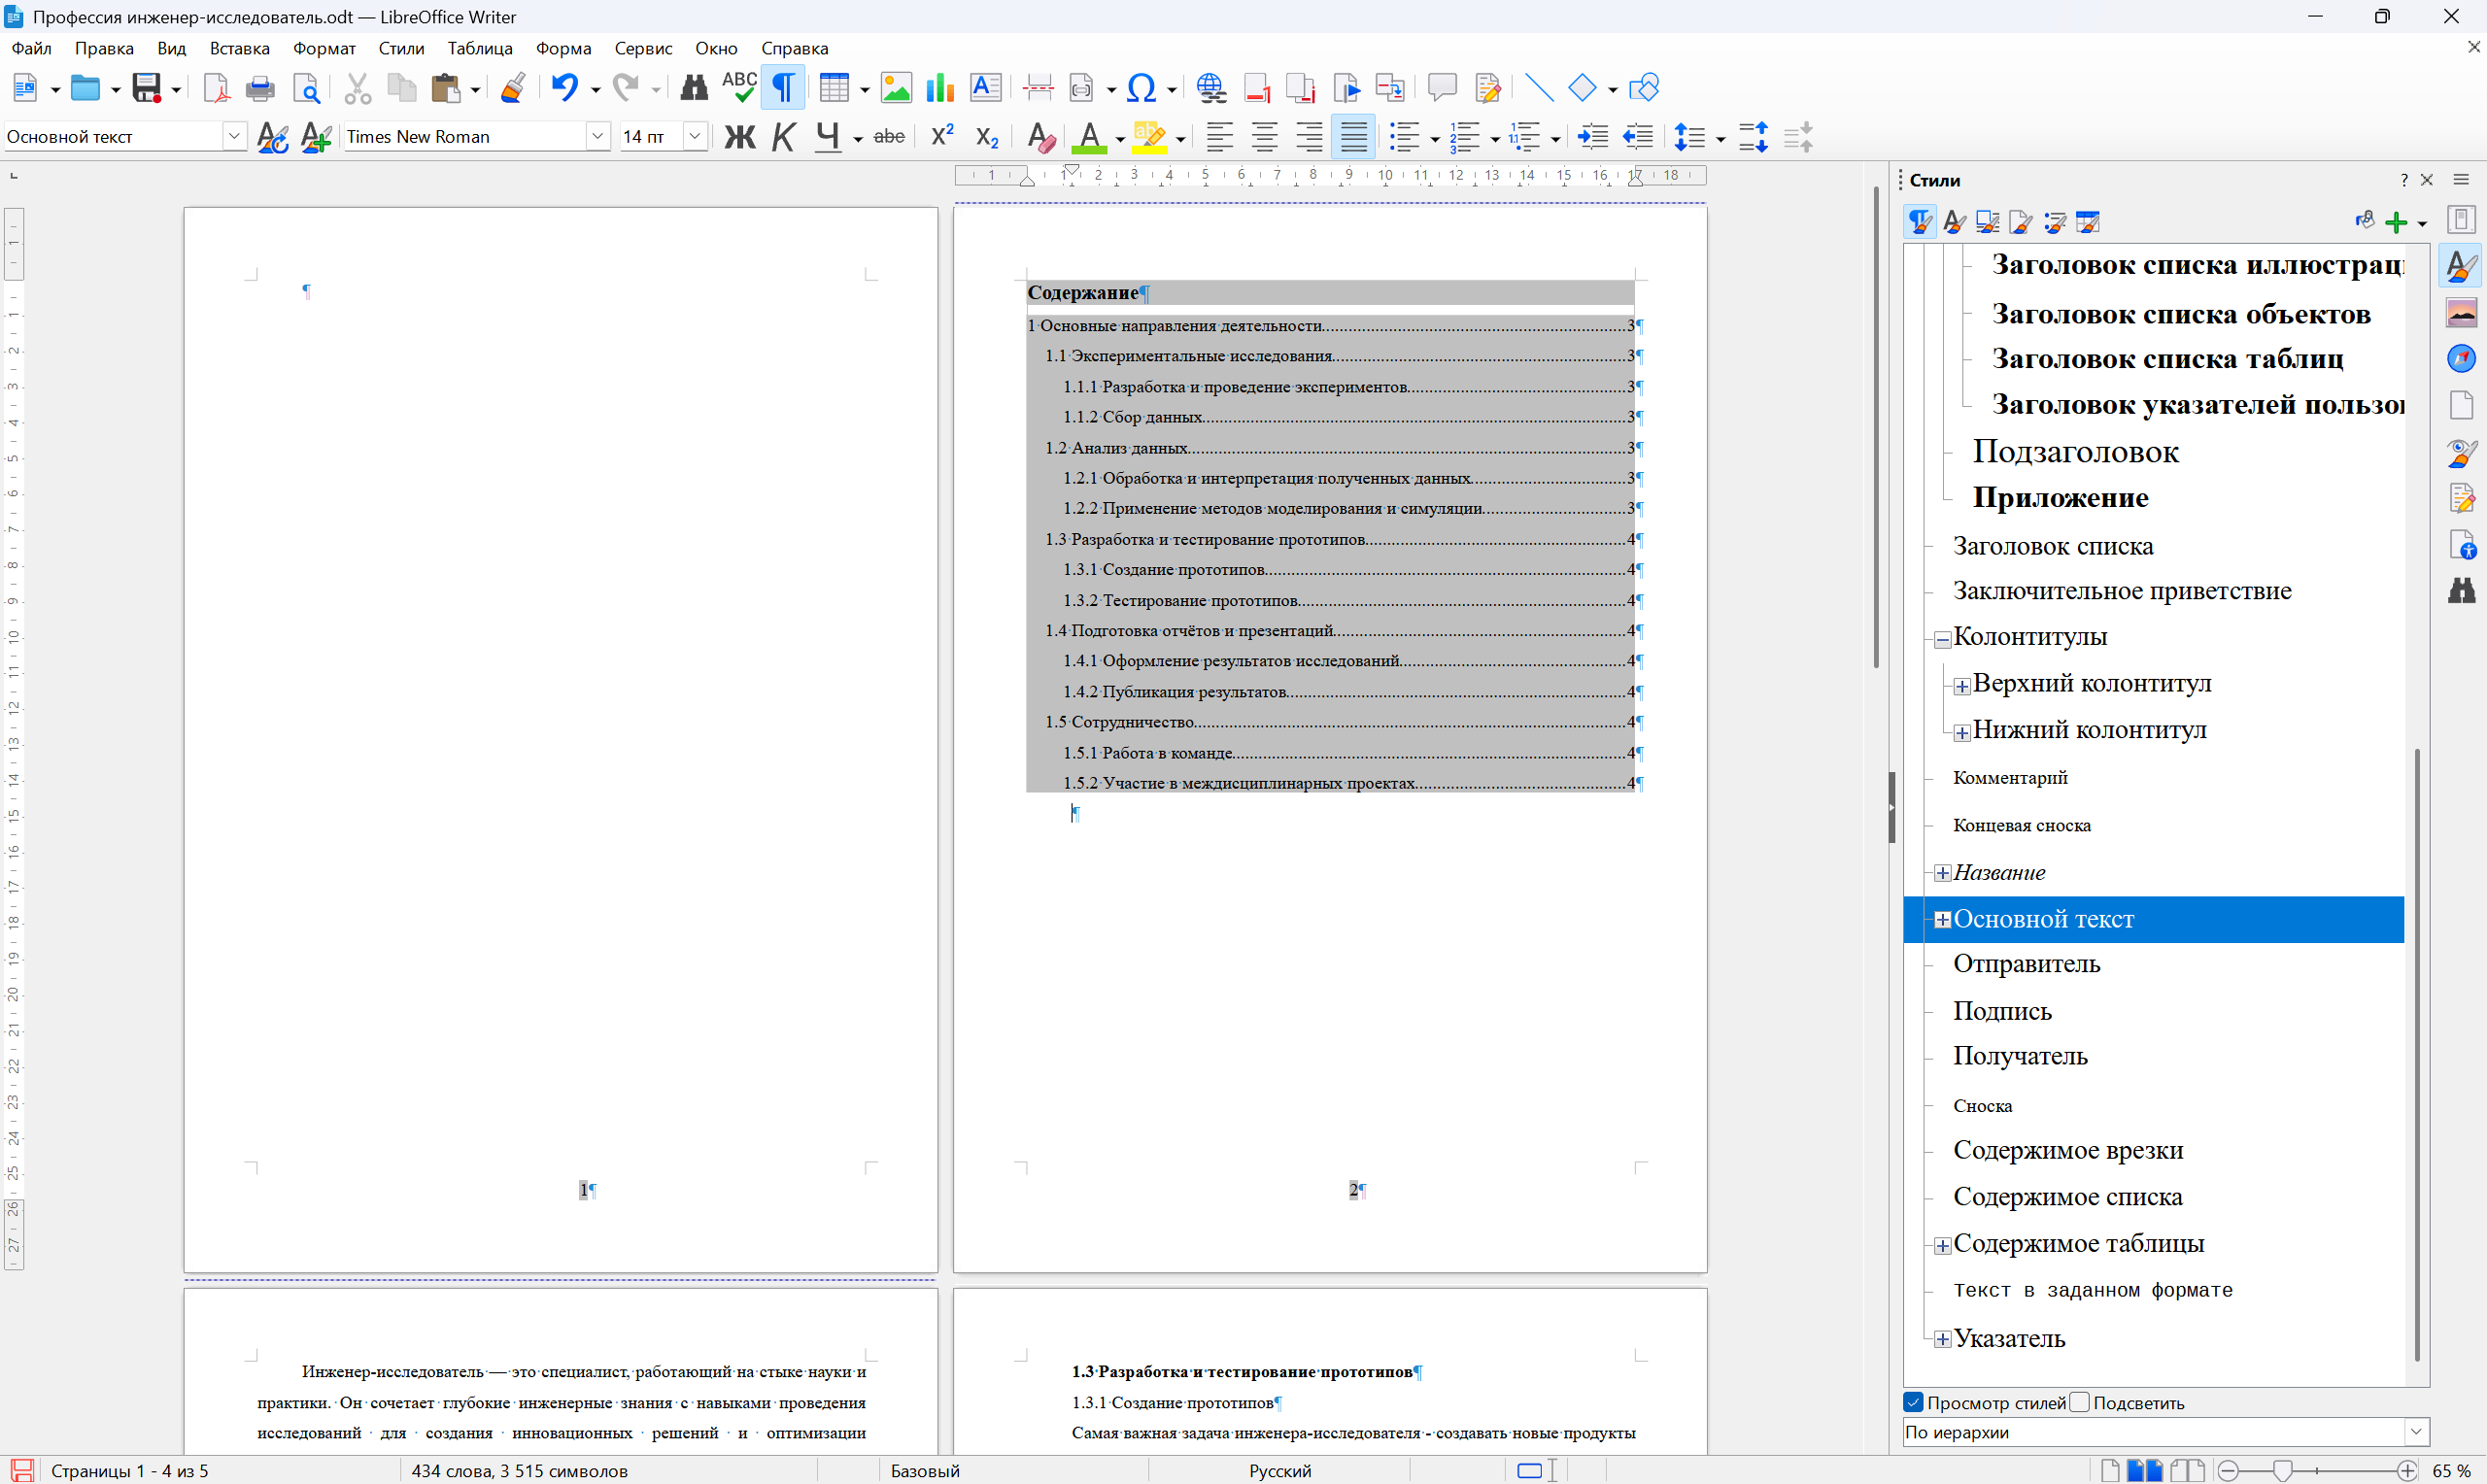 Профессия инженер-исследователь.odt — LibreOffice Writer
Файл Правка Вид Вставка Формат Стили Таблица Форма Сервис Окно Справка
Основной текст Times New Roman 14 пт
Стили
¶
Содержание¶
1 Основные направления деятельности.....3¶
1.1 Экспериментальные исследования.....3¶
1.1.1 Разработка и проведение экспериментов.....3¶
1.1.2 Сбор данных.....3¶
1.2 Анализ данных.....3¶
1.2.1 Обработка и интерпретация полученных данных.....3¶
1.2.2 Применение методов моделирования и симуляции.....3¶
1.3 Разработка и тестирование прототипов.....4¶
1.3.1 Создание прототипов.....4¶
1.3.2 Тестирование прототипов.....4¶
1.4 Подготовка отчётов и презентаций.....4¶
1.4.1 Оформление результатов исследований.....4¶
1.4.2 Публикация результатов.....4¶
1.5 Сотрудничество.....4¶
1.5.1 Работа в команде.....4¶
1.5.2 Участие в междисциплинарных проектах.....4¶
¶
1¶
2¶
Инженер-исследователь — это специалист, работающий на стыке науки и
практики. Он сочетает глубокие инженерные знания с навыками проведения
исследований для создания инновационных решений и оптимизации
1.3 Разработка и тестирование прототипов¶
1.3.1 Создание прототипов¶
Самая важная задача инженера-исследователя - создавать новые продукты
Заголовок списка иллюстрац
Заголовок списка объектов
Заголовок списка таблиц
Заголовок указателей пользо
Подзаголовок
Приложение
Заголовок списка
Заключительное приветствие
Колонтитулы
Верхний колонтитул
Нижний колонтитул
Комментарий
Концевая сноска
Название
Основной текст
Отправитель
Подпись
Получатель
Сноска
Содержимое врезки
Содержимое списка
Содержимое таблицы
Текст в заданном формате
Указатель
Просмотр стилей Подсветить
По иерархии
Страницы 1 - 4 из 5 434 слова, 3 515 символов Базовый Русский 65 %